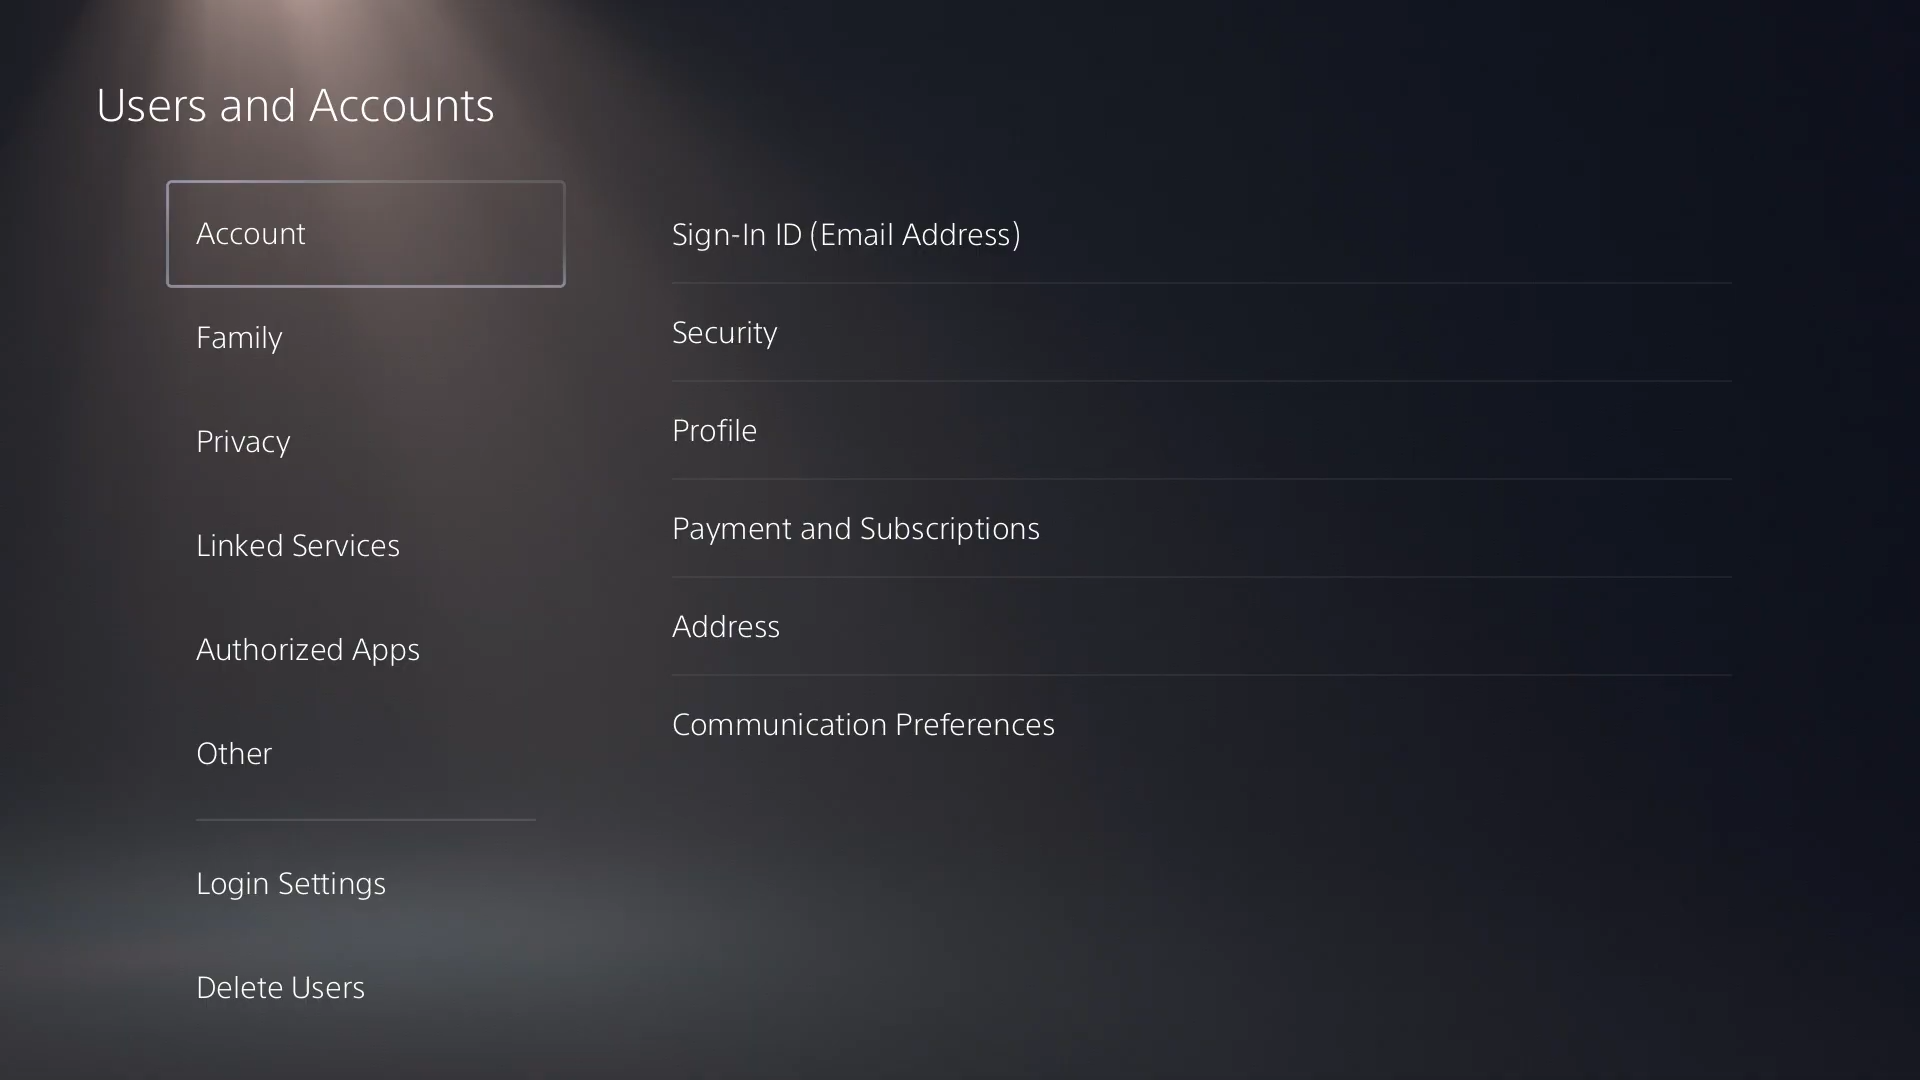 Users and Accounts
Account
Family
Privacy
Linked Services
Authorized Apps
Other
Login Settings
Delete Users
Sign-In ID (Email Address)
Security
Profile
Payment and Subscriptions
Address
Communication Preferences